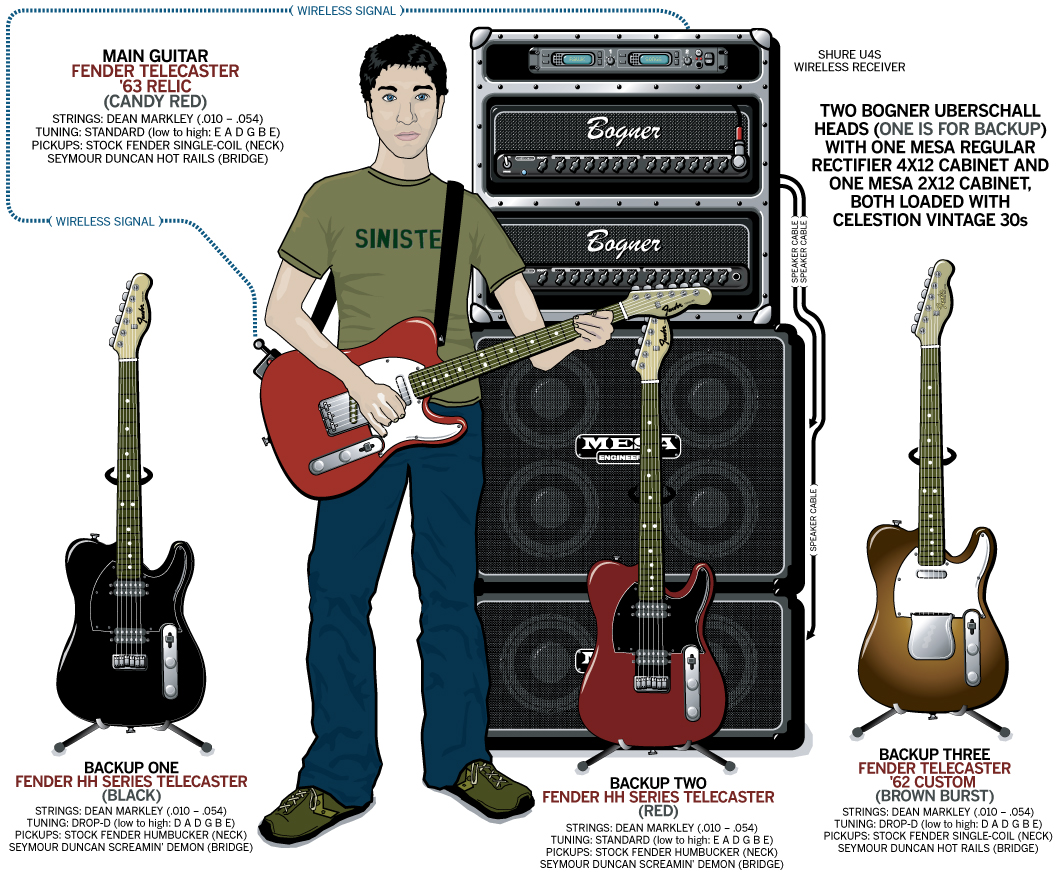 WIRELESS SIGNAL
MAIN GUITAR
FENDER TELECASTER
'63 RELIC
(CANDY RED)
STRINGS: DEAN MARKLEY (.010 – .054)
TUNING: STANDARD (low to high: E A D G B E)
PICKUPS: STOCK FENDER SINGLE-COIL (NECK)
SEYMOUR DUNCAN HOT RAILS (BRIDGE)
SHURE U4S
WIRELESS RECEIVER
TWO BOGNER UBERSCHALL
HEADS (ONE IS FOR BACKUP)
WITH ONE MESA REGULAR
RECTIFIER 4X12 CABINET AND
ONE MESA 2X12 CABINET,
BOTH LOADED WITH
CELESTION VINTAGE 30s
Bogner
WIRELESS SIGNAL
SINISTE
Bogner
SPEAKER CABLE
SPEAKER CABLE
Fender
Fender
Fender
MESA
ENGINEER
SPEAKER CABLE
BACKUP ONE
FENDER HH SERIES TELECASTER
(BLACK)
STRINGS: DEAN MARKLEY (.010 – .054)
TUNING: DROP-D (low to high: D A D G B E)
PICKUPS: STOCK FENDER HUMBUCKER (NECK)
SEYMOUR DUNCAN SCREAMIN' DEMON (BRIDGE)
BACKUP TWO
FENDER HH SERIES TELECASTER
(RED)
STRINGS: DEAN MARKLEY (.010 – .054)
TUNING: STANDARD (low to high: E A D G B E)
PICKUPS: STOCK FENDER HUMBUCKER (NECK)
SEYMOUR DUNCAN SCREAMIN' DEMON (BRIDGE)
BACKUP THREE
FENDER TELECASTER
'62 CUSTOM
(BROWN BURST)
STRINGS: DEAN MARKLEY (.010 – .054)
TUNING: DROP-D (low to high: D A D G B E)
PICKUPS: STOCK FENDER SINGLE-COIL (NECK)
SEYMOUR DUNCAN HOT RAILS (BRIDGE)